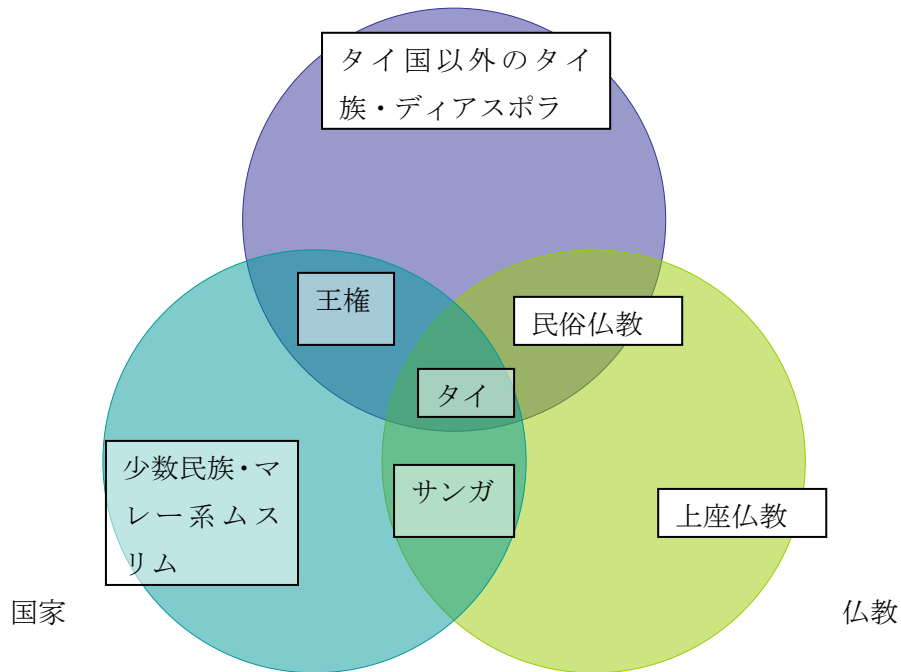 タイ国以外のタイ
族・ディアスポラ
王権
民俗仏教
タイ
少数民族・マ
レー系ムス
リム
サンガ
上座仏教
国家
仏教